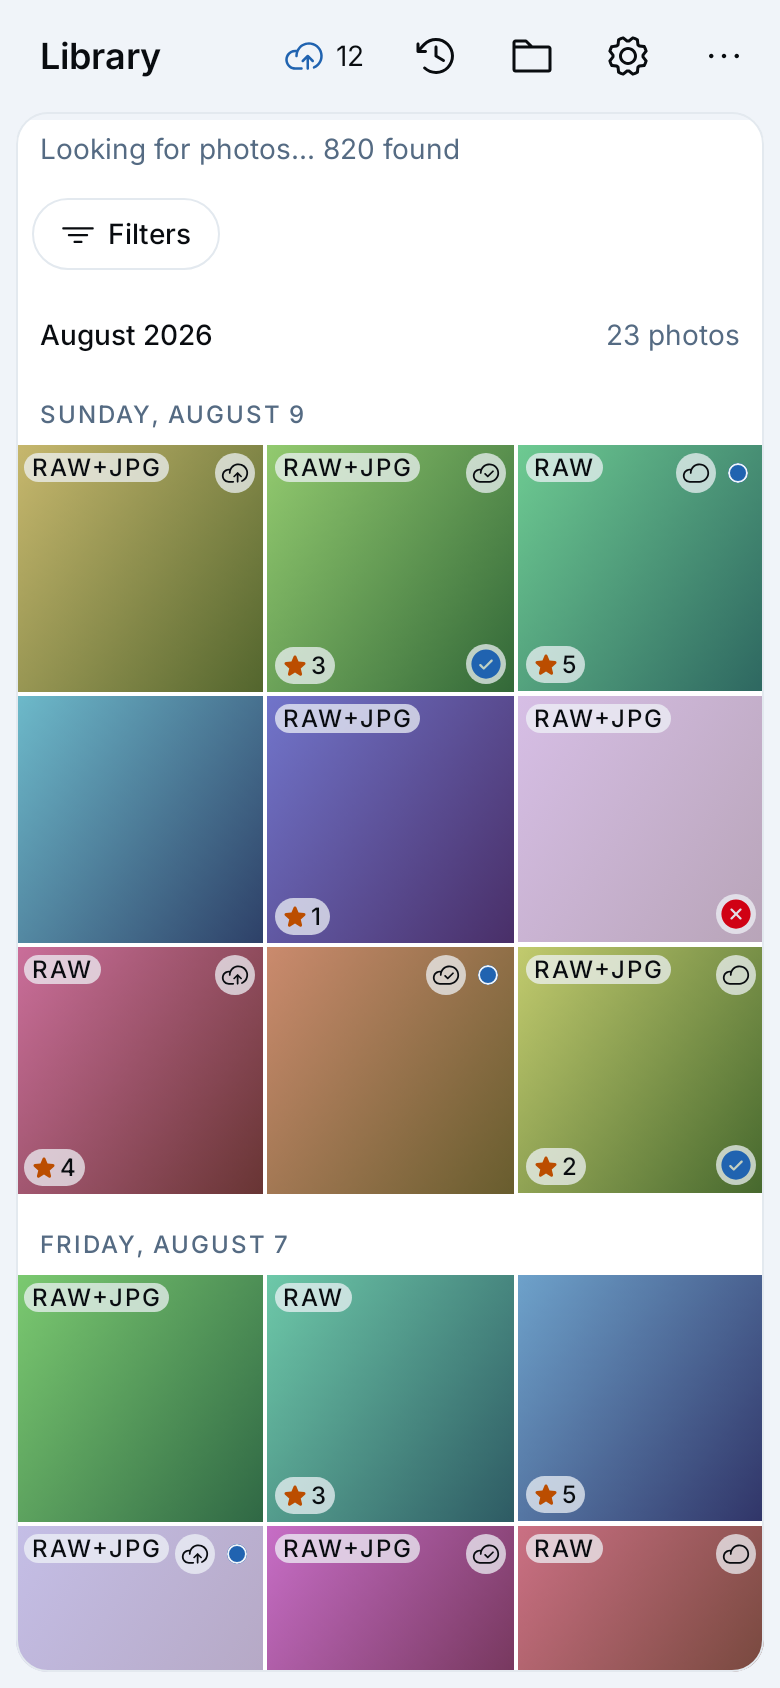 Library 12
Looking for photos... 820 found
Filters
August 2026 23 photos
SUNDAY, AUGUST 9
RAW+JPG RAW+JPG RAW
3 5
RAW+JPG RAW+JPG
1
RAW RAW+JPG
4 2
FRIDAY, AUGUST 7
RAW+JPG RAW
3 5
RAW+JPG RAW+JPG RAW